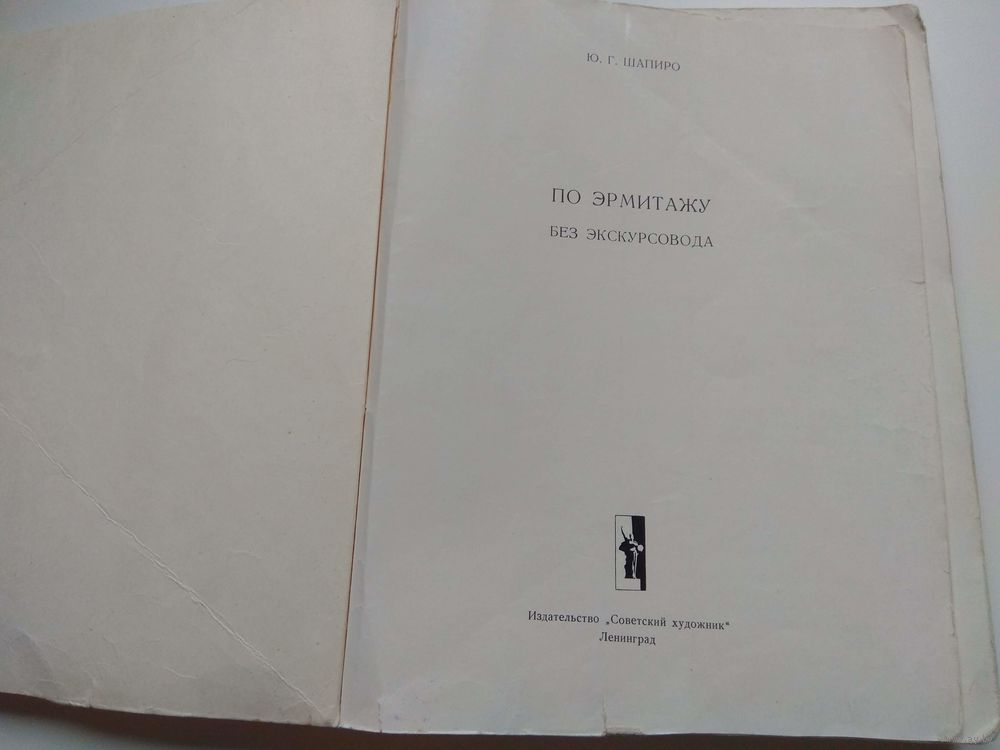 Ю. Г. ШАПИРО
ПО ЭРМИТАЖУ
БЕЗ ЭКСКУРСОВОДА
Издательство „Советский художник“
Ленинград